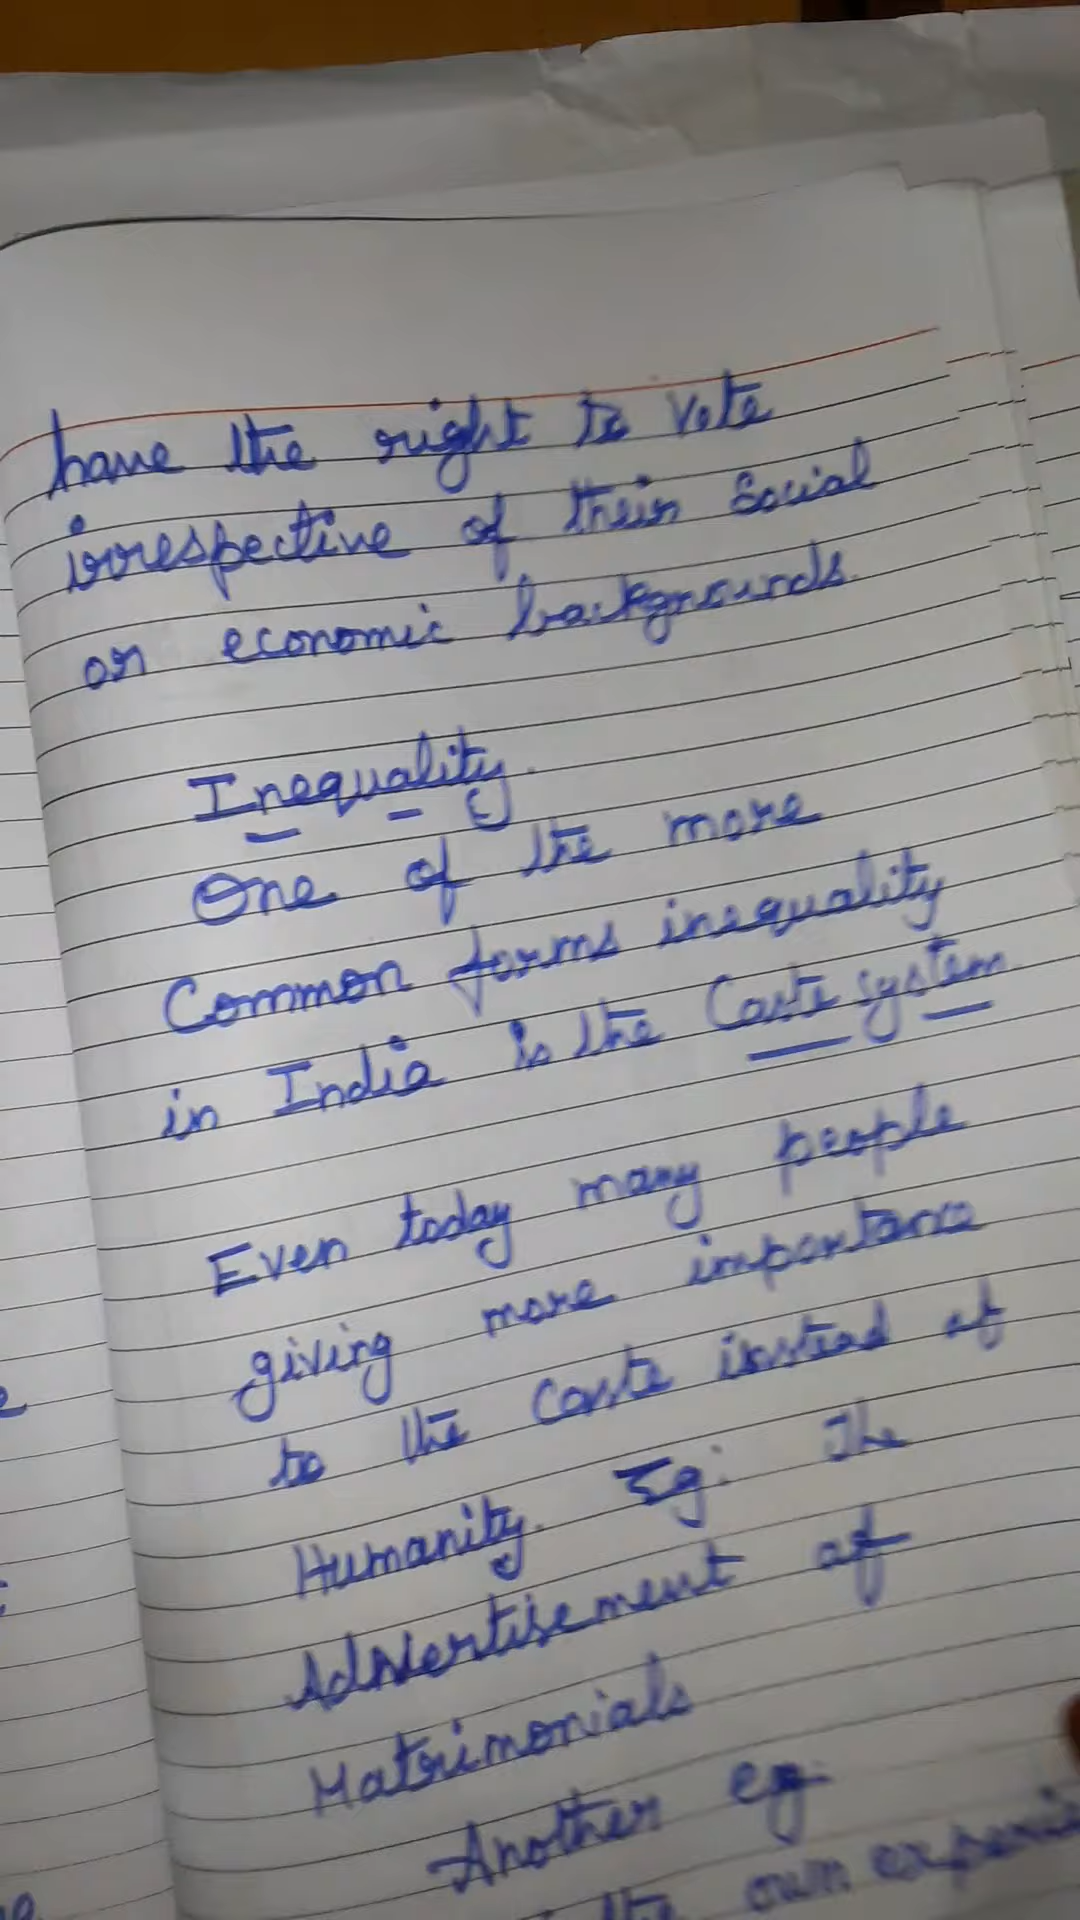 have the right to vote
irrespective of their social
or economic backgrounds.
Inequality.
One of the more
Common forms inequality
in India is the Caste system.
Even today many people
giving more importance
to the caste instead of
Humanity. Eg: The
Advertisement of
Matrimonials
Another eg.
the own